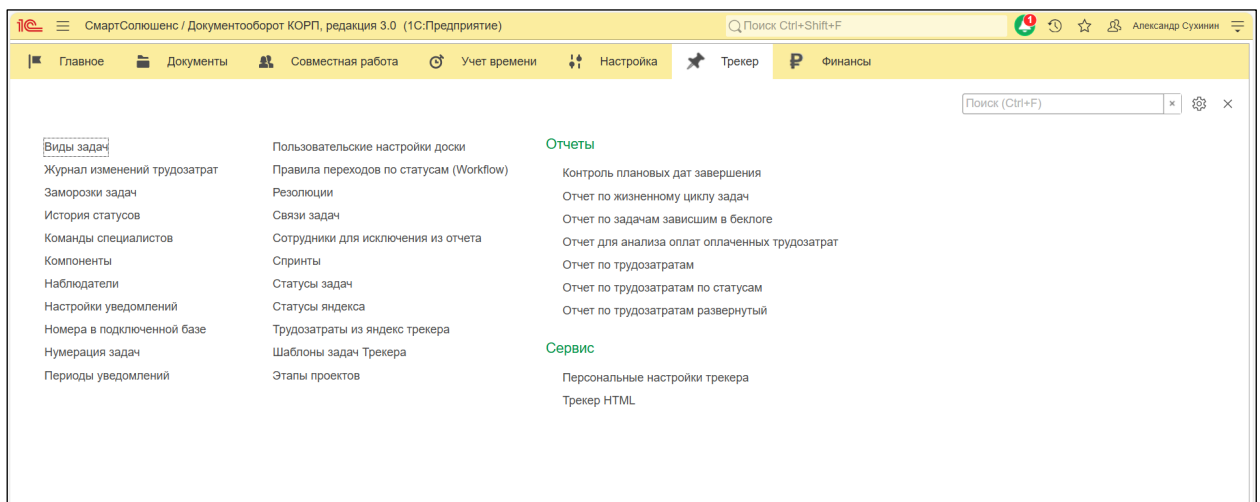 1С СмартСолюшенс / Документооборот КОРП, редакция 3.0 (1С:Предприятие) Поиск Ctrl+Shift+F 1 Александр Сухинин
Главное Документы Совместная работа Учет времени Настройка Трекер Финансы
Поиск (Ctrl+F)
Виды задач
Журнал изменений трудозатрат
Заморозки задач
История статусов
Команды специалистов
Компоненты
Наблюдатели
Настройки уведомлений
Номера в подключенной базе
Нумерация задач
Периоды уведомлений
Пользовательские настройки доски
Правила переходов по статусам (Workflow)
Резолюции
Связи задач
Сотрудники для исключения из отчета
Спринты
Статусы задач
Статусы яндекса
Трудозатраты из яндекс трекера
Шаблоны задач Трекера
Этапы проектов
Отчеты
Контроль плановых дат завершения
Отчет по жизненному циклу задач
Отчет по задачам зависшим в беклоге
Отчет для анализа оплат оплаченных трудозатрат
Отчет по трудозатратам
Отчет по трудозатратам по статусам
Отчет по трудозатратам развернутый
Сервис
Персональные настройки трекера
Трекер HTML